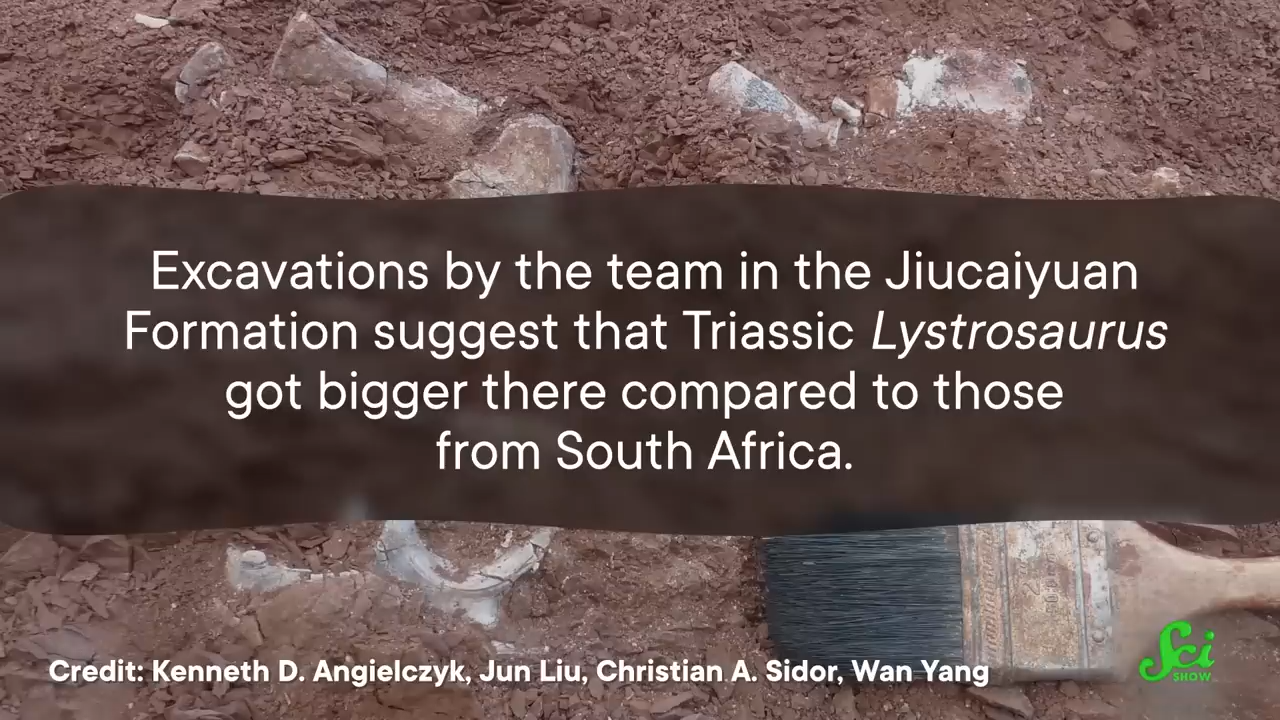 Excavations by the team in the Jiucaiyuan
Formation suggest that Triassic Lystrosaurus
got bigger there compared to those
from South Africa.
Credit: Kenneth D. Angielczyk, Jun Liu, Christian A. Sidor, Wan Yang
Sci
SHOW